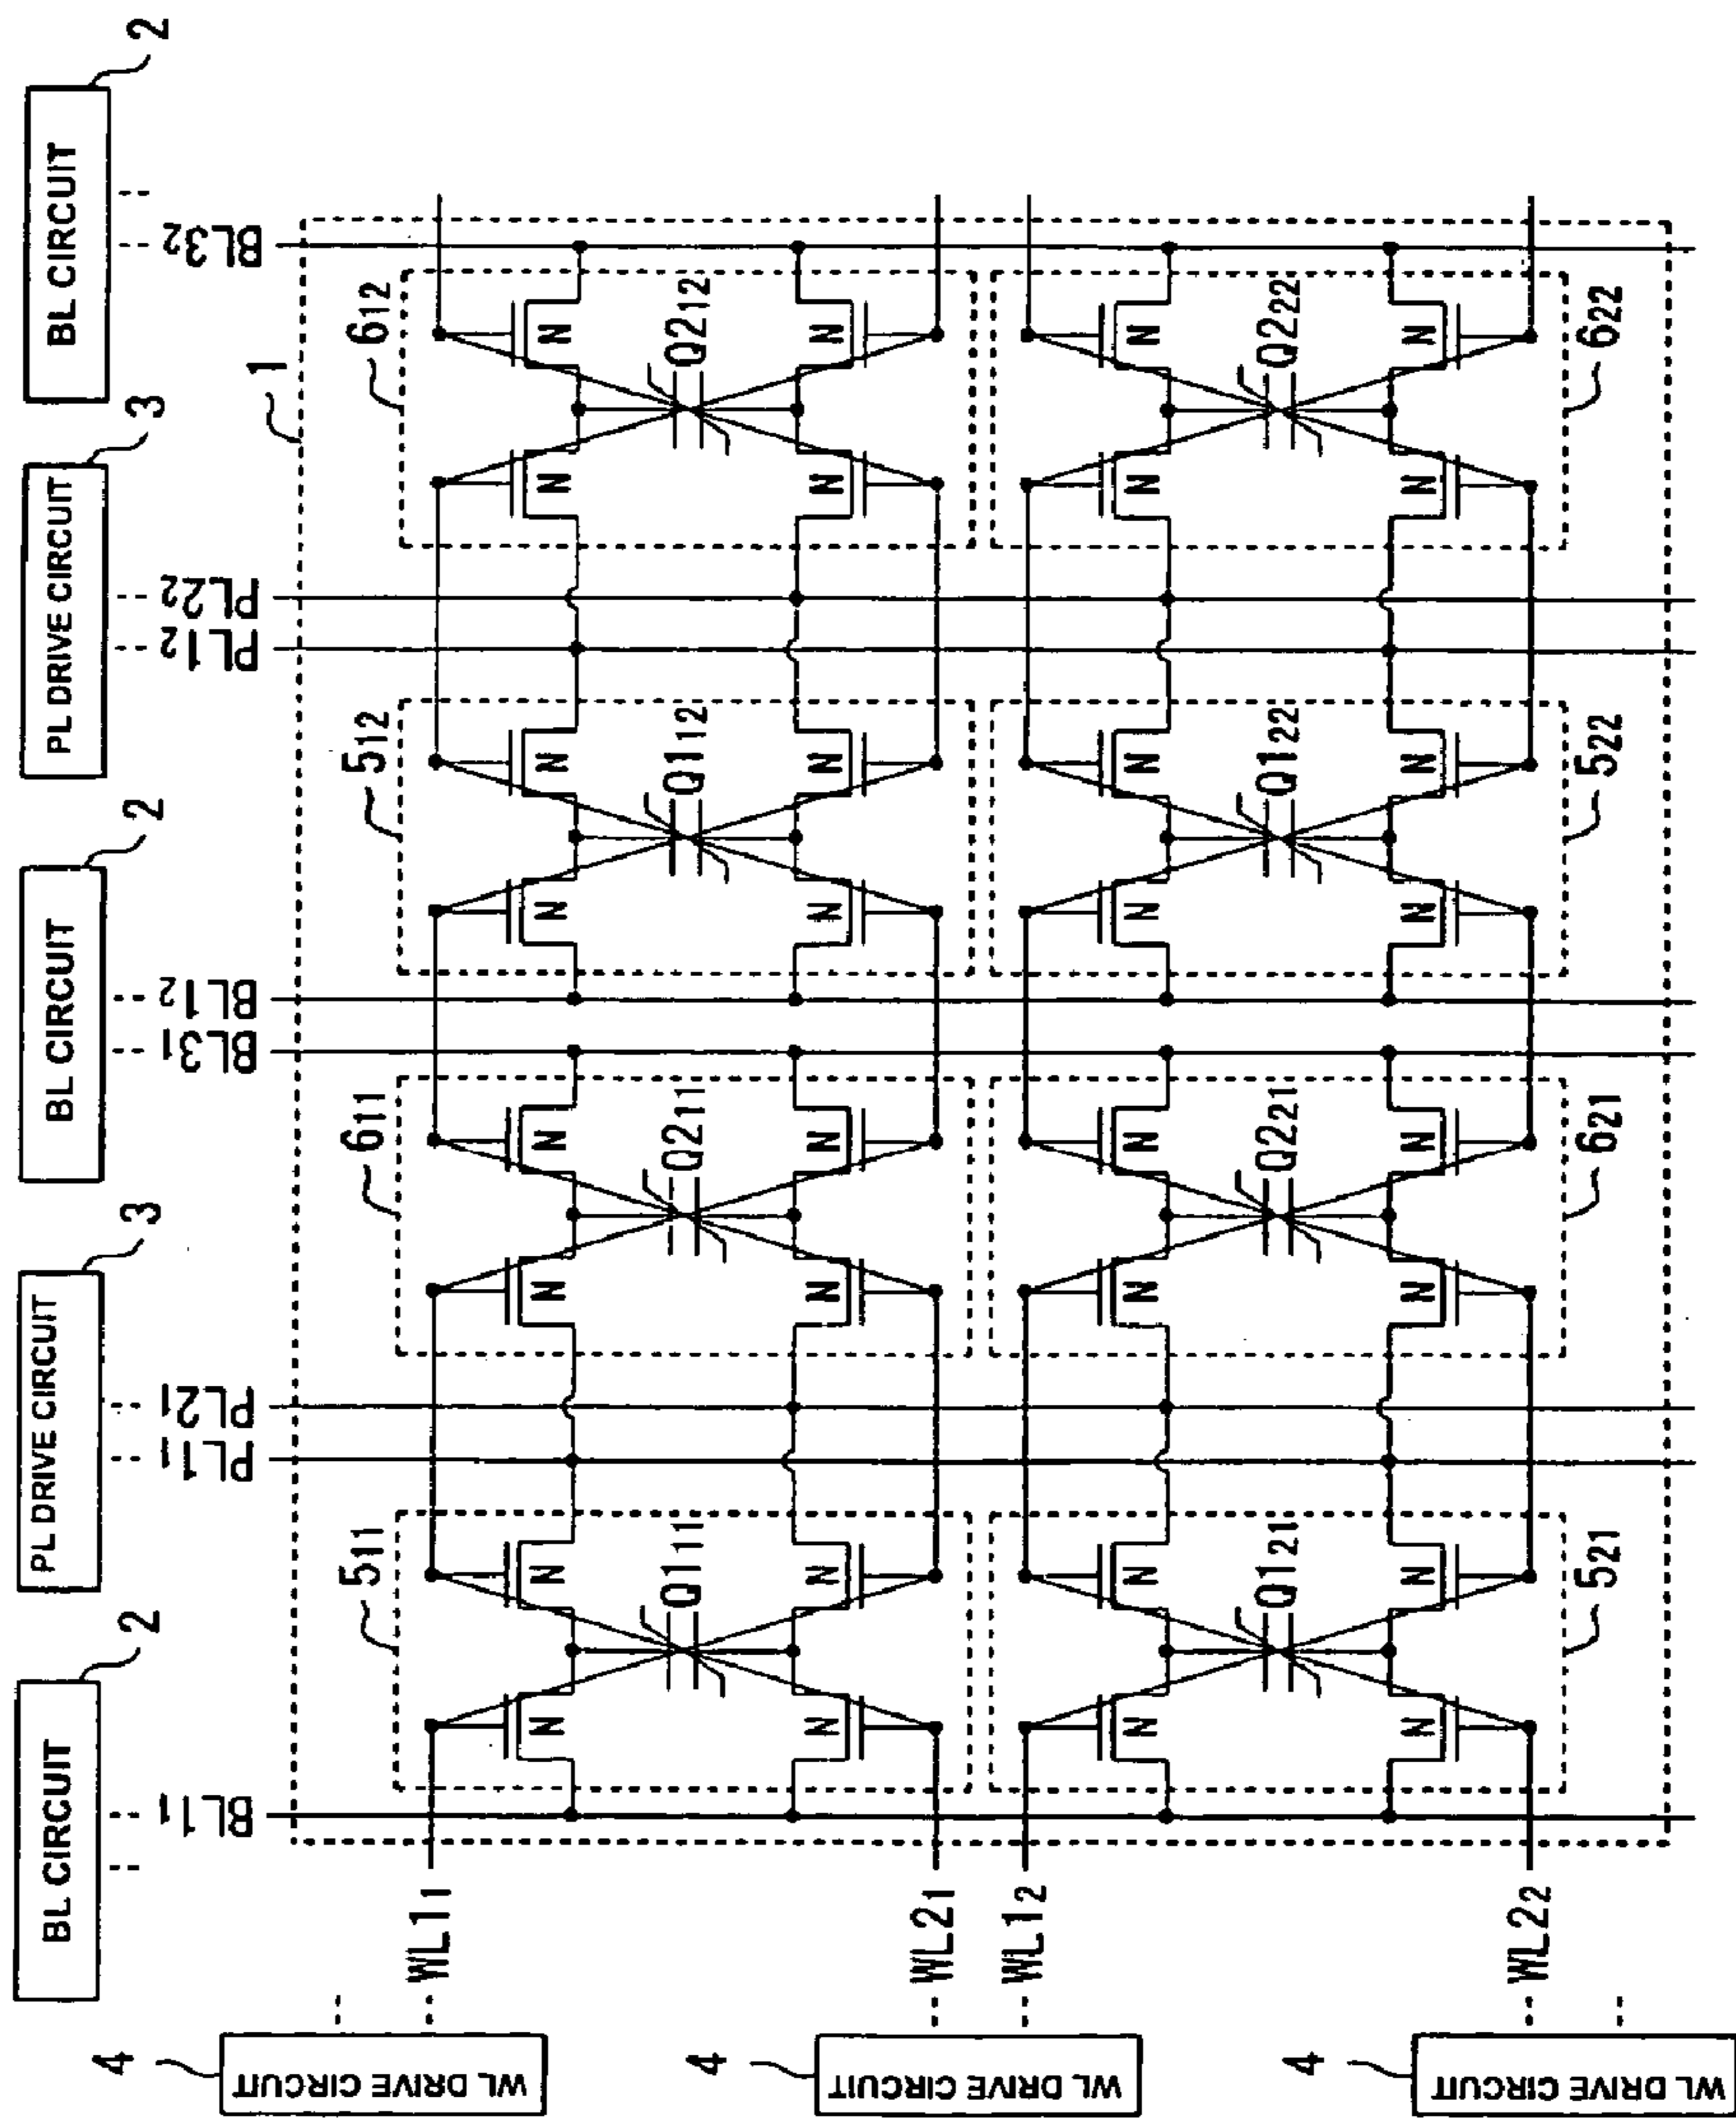 BL CIRCUIT
2
PL DRIVE CIRCUIT
3
BL CIRCUIT
2
PL DRIVE CIRCUIT
3
BL CIRCUIT
2
BL1₁
PL1₁
PL2₁
BL3₁
BL1₂
PL1₂
PL2₂
BL3₂
1
4
WL DRIVE CIRCUIT
WL1₁
5₁₁
6₁₁
5₁₂
6₁₂
N N N N N N N N
Q1₁₁ Q2₁₁ Q1₁₂ Q2₁₂
N N N N N N N N
4
WL DRIVE CIRCUIT
WL2₁
WL1₂
N N N N N N N N
Q1₂₁ Q2₂₁ Q1₂₂ Q2₂₂
N N N N N N N N
4
WL DRIVE CIRCUIT
WL2₂
5₂₁
6₂₁
5₂₂
6₂₂